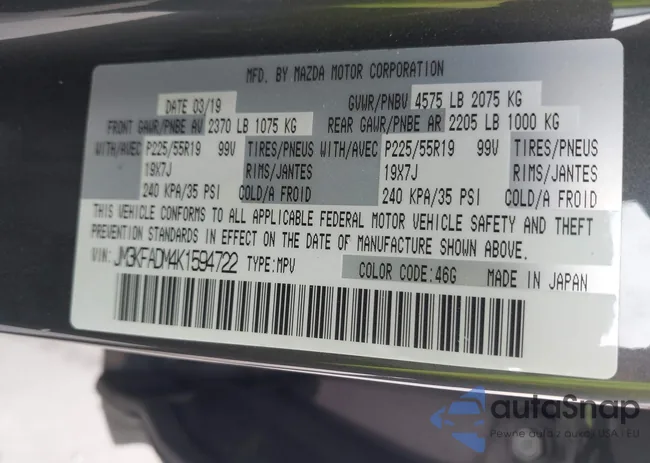 MFD. BY MAZDA MOTOR CORPORATION
DATE 03/19 GVWR/PNBV 4575 LB 2075 KG
FRONT GAWR/PNBE AV 2370 LB 1075 KG REAR GAWR/PNBE AR 2205 LB 1000 KG
WITH/AVEC P225/55R19 99V TIRES/PNEUS WITH/AVEC P225/55R19 99V TIRES/PNEUS
19X7J RIMS/JANTES 19X7J RIMS/JANTES
240 KPA/35 PSI COLD/A FROID 240 KPA/35 PSI COLD/A FROID
THIS VEHICLE CONFORMS TO ALL APPLICABLE FEDERAL MOTOR VEHICLE SAFETY AND THEFT
PREVENTION STANDARDS IN EFFECT ON THE DATE OF MANUFACTURE SHOWN ABOVE.
VIN: JM3KFADM4K1594722 TYPE:MPV COLOR CODE:46G MADE IN JAPAN
autoSnap
Pewne dane z aukcji USA i EU